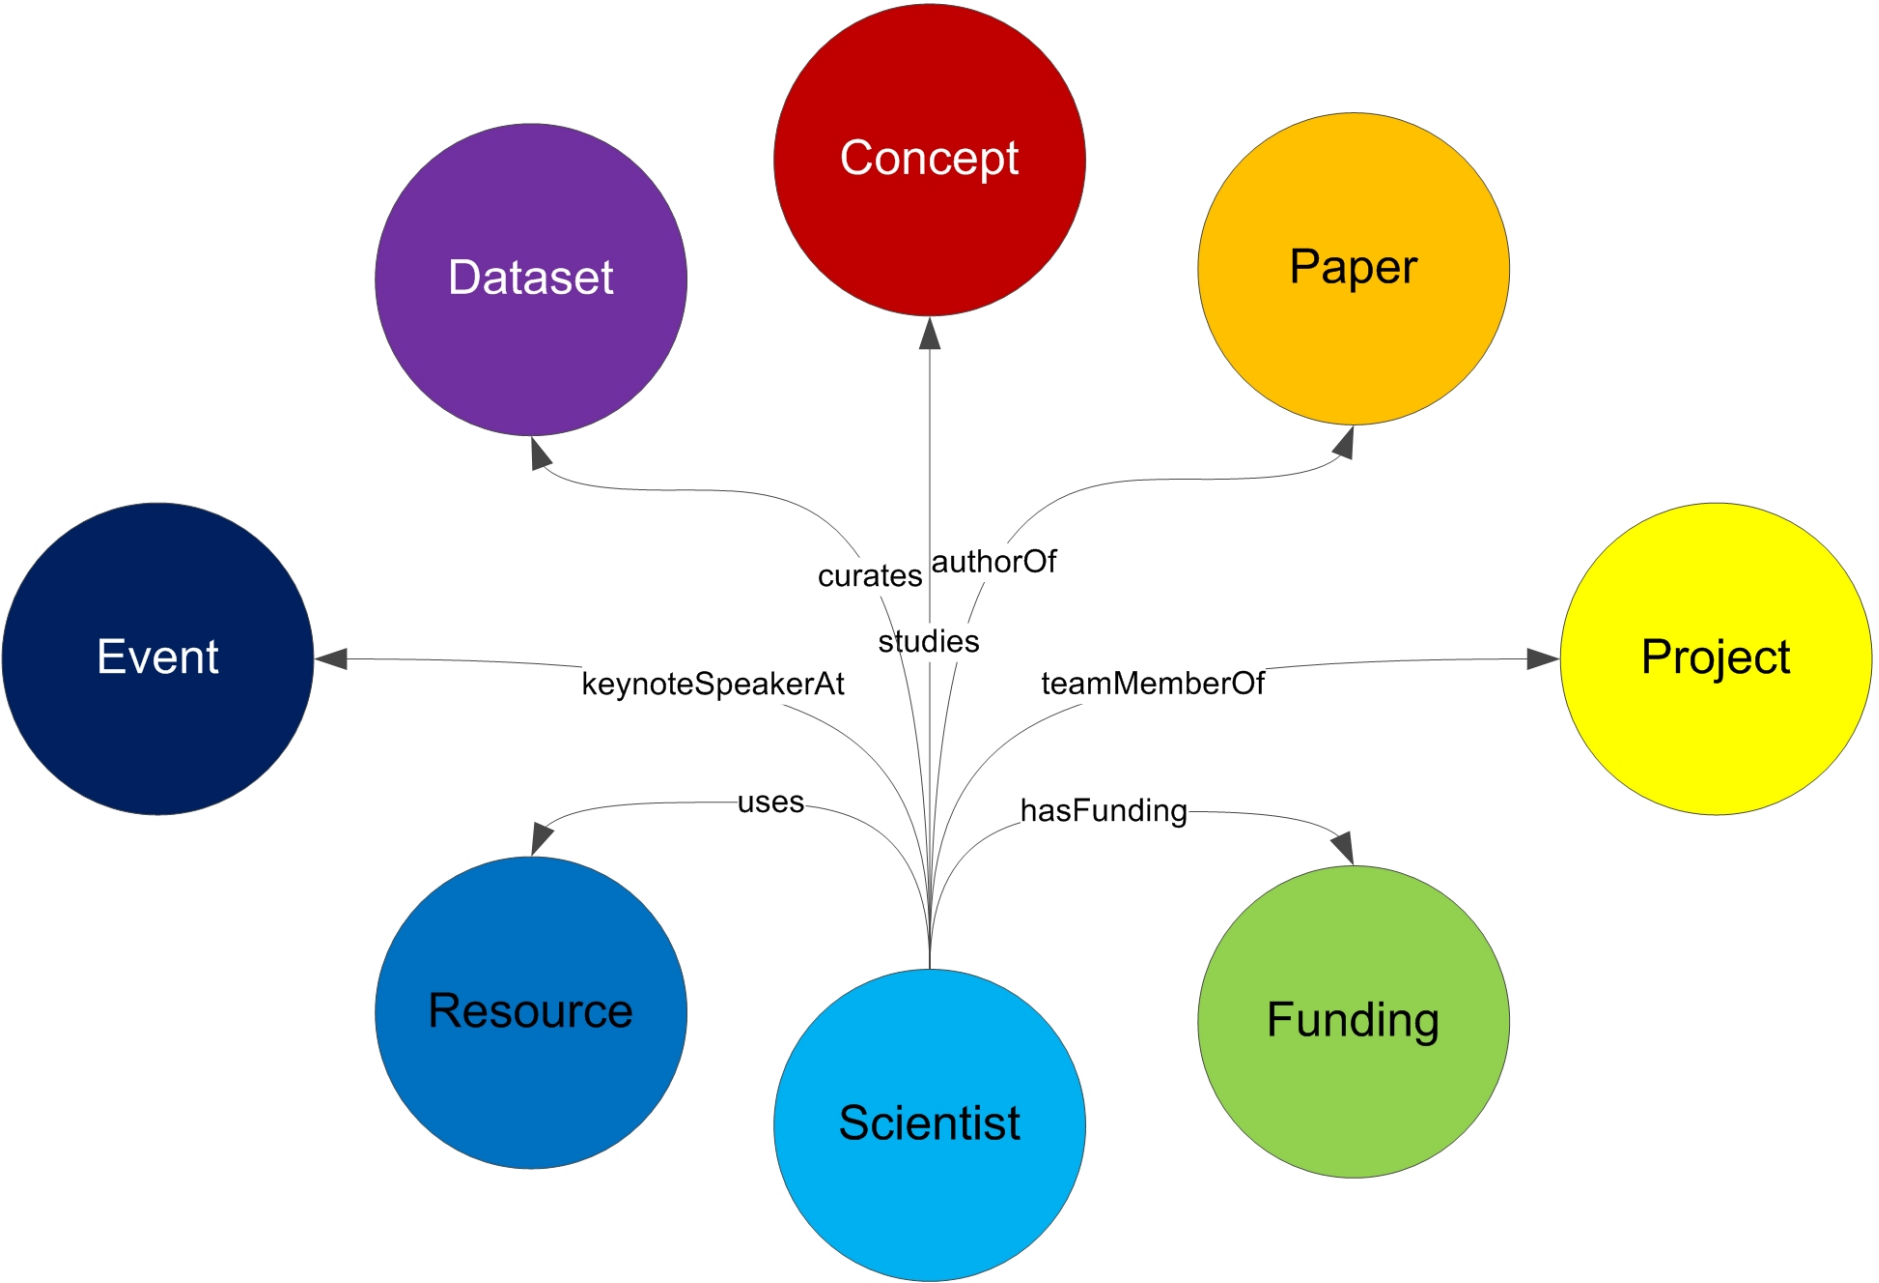 Concept
Dataset
Paper
curates
authorOf
studies
Event
keynoteSpeakerAt
teamMemberOf
Project
uses
hasFunding
Resource
Scientist
Funding